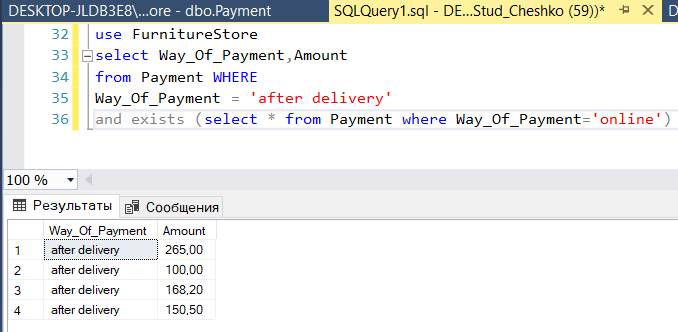 DESKTOP-JLDB3E8\...ore - dbo.Payment
SQLQuery1.sql - DE...Stud_Cheshko (59))*
32 use FurnitureStore
33 select Way_Of_Payment,Amount
34 from Payment WHERE
35 Way_Of_Payment = 'after delivery'
36 and exists (select * from Payment where Way_Of_Payment='online')
100 %
Результаты Сообщения
Way_Of_Payment Amount
1 after delivery 265,00
2 after delivery 100,00
3 after delivery 168,20
4 after delivery 150,50